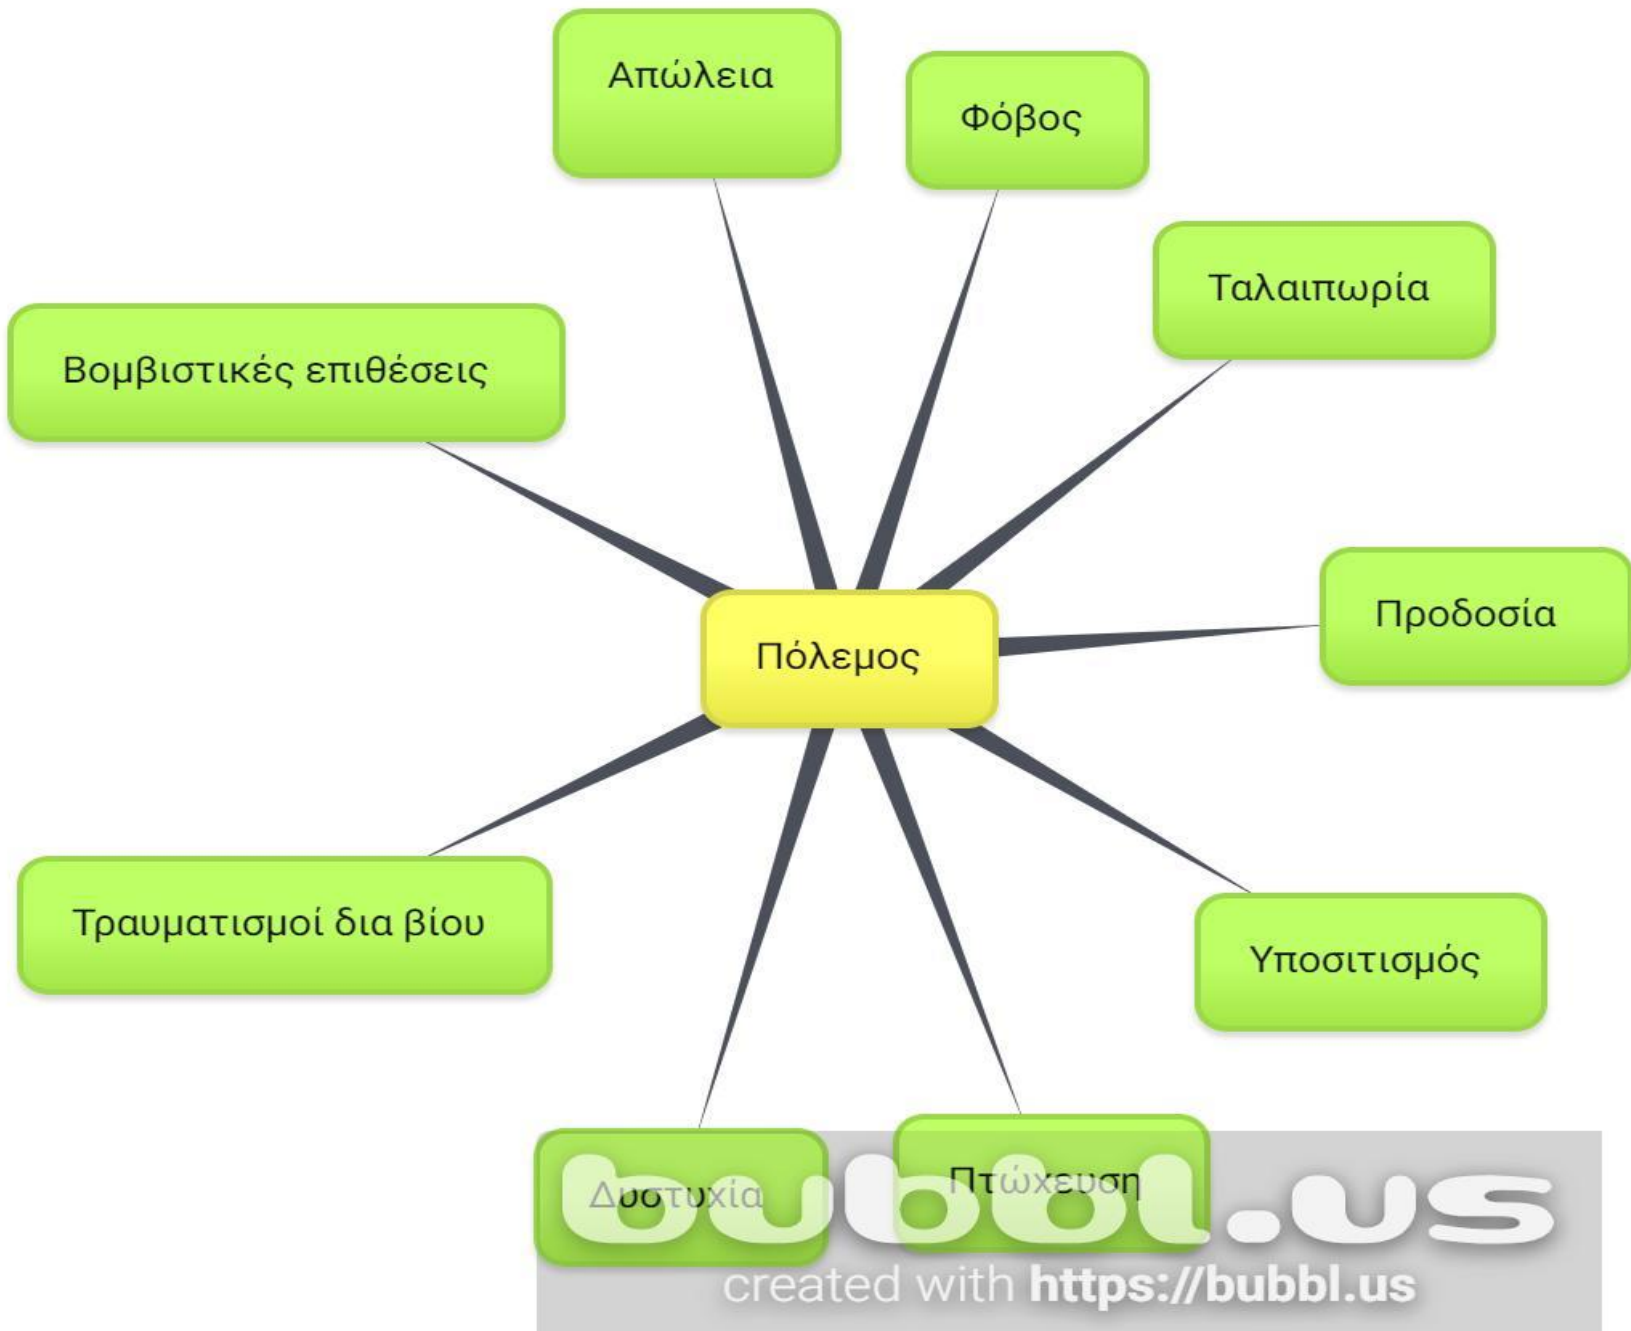 Απώλεια
Φόβος
Ταλαιπωρία
Βομβιστικές επιθέσεις
Προδοσία
Πόλεμος
Τραυματισμοί δια βίου
Υποσιτισμός
Δυστυχία
Πτώχευση
bubbl.us
created with https://bubbl.us